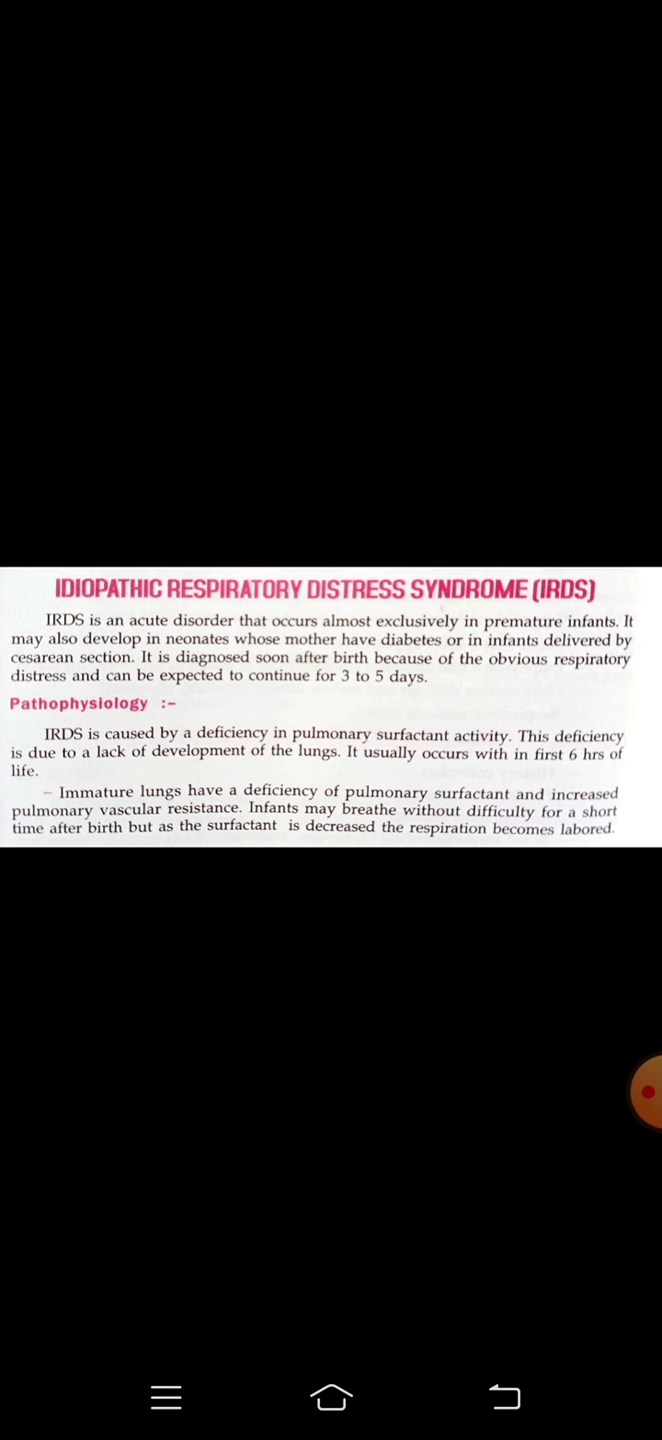 IDIOPATHIC RESPIRATORY DISTRESS SYNDROME (IRDS)
IRDS is an acute disorder that occurs almost exclusively in premature infants. It
may also develop in neonates whose mother have diabetes or in infants delivered by
cesarean section. It is diagnosed soon after birth because of the obvious respiratory
distress and can be expected to continue for 3 to 5 days.
Pathophysiology :-
IRDS is caused by a deficiency in pulmonary surfactant activity. This deficiency
is due to a lack of development of the lungs. It usually occurs with in first 6 hrs of
life.
– Immature lungs have a deficiency of pulmonary surfactant and increased
pulmonary vascular resistance. Infants may breathe without difficulty for a short
time after birth but as the surfactant is decreased the respiration becomes labored.